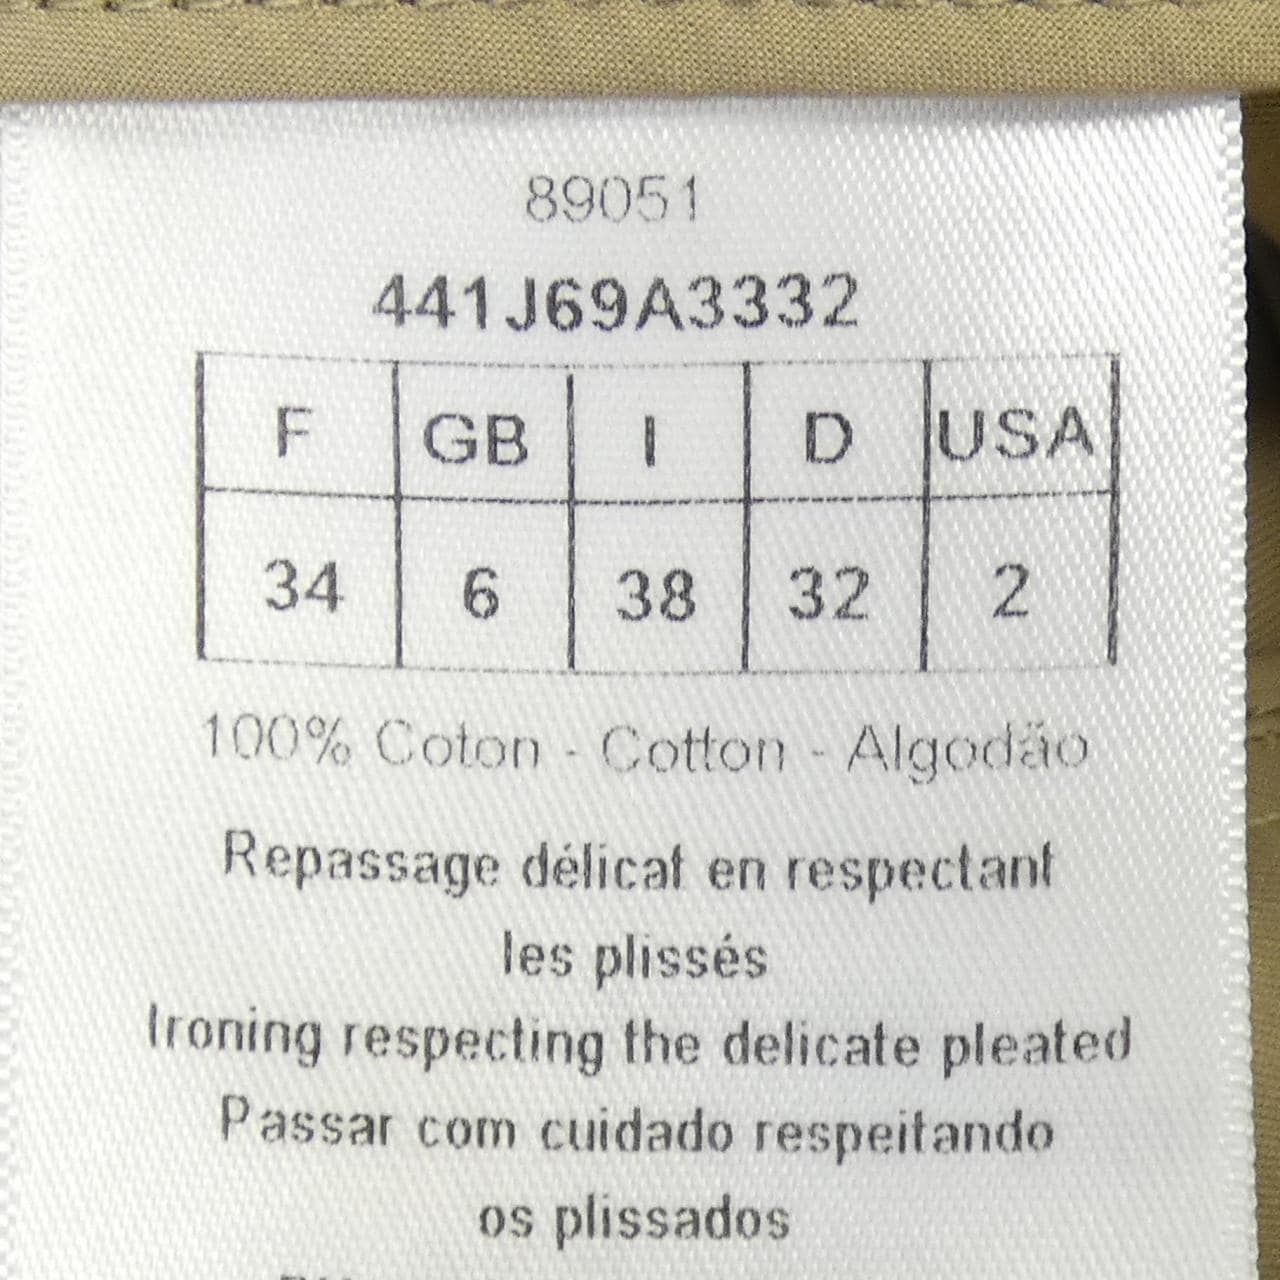 89051
441J69A3332
F GB I D USA
34 6 38 32 2
100% Coton - Cotton - Algodão
Repassage délicat en respectant
les plissés
Ironing respecting the delicate pleated
Passar com cuidado respeitando
os plissados